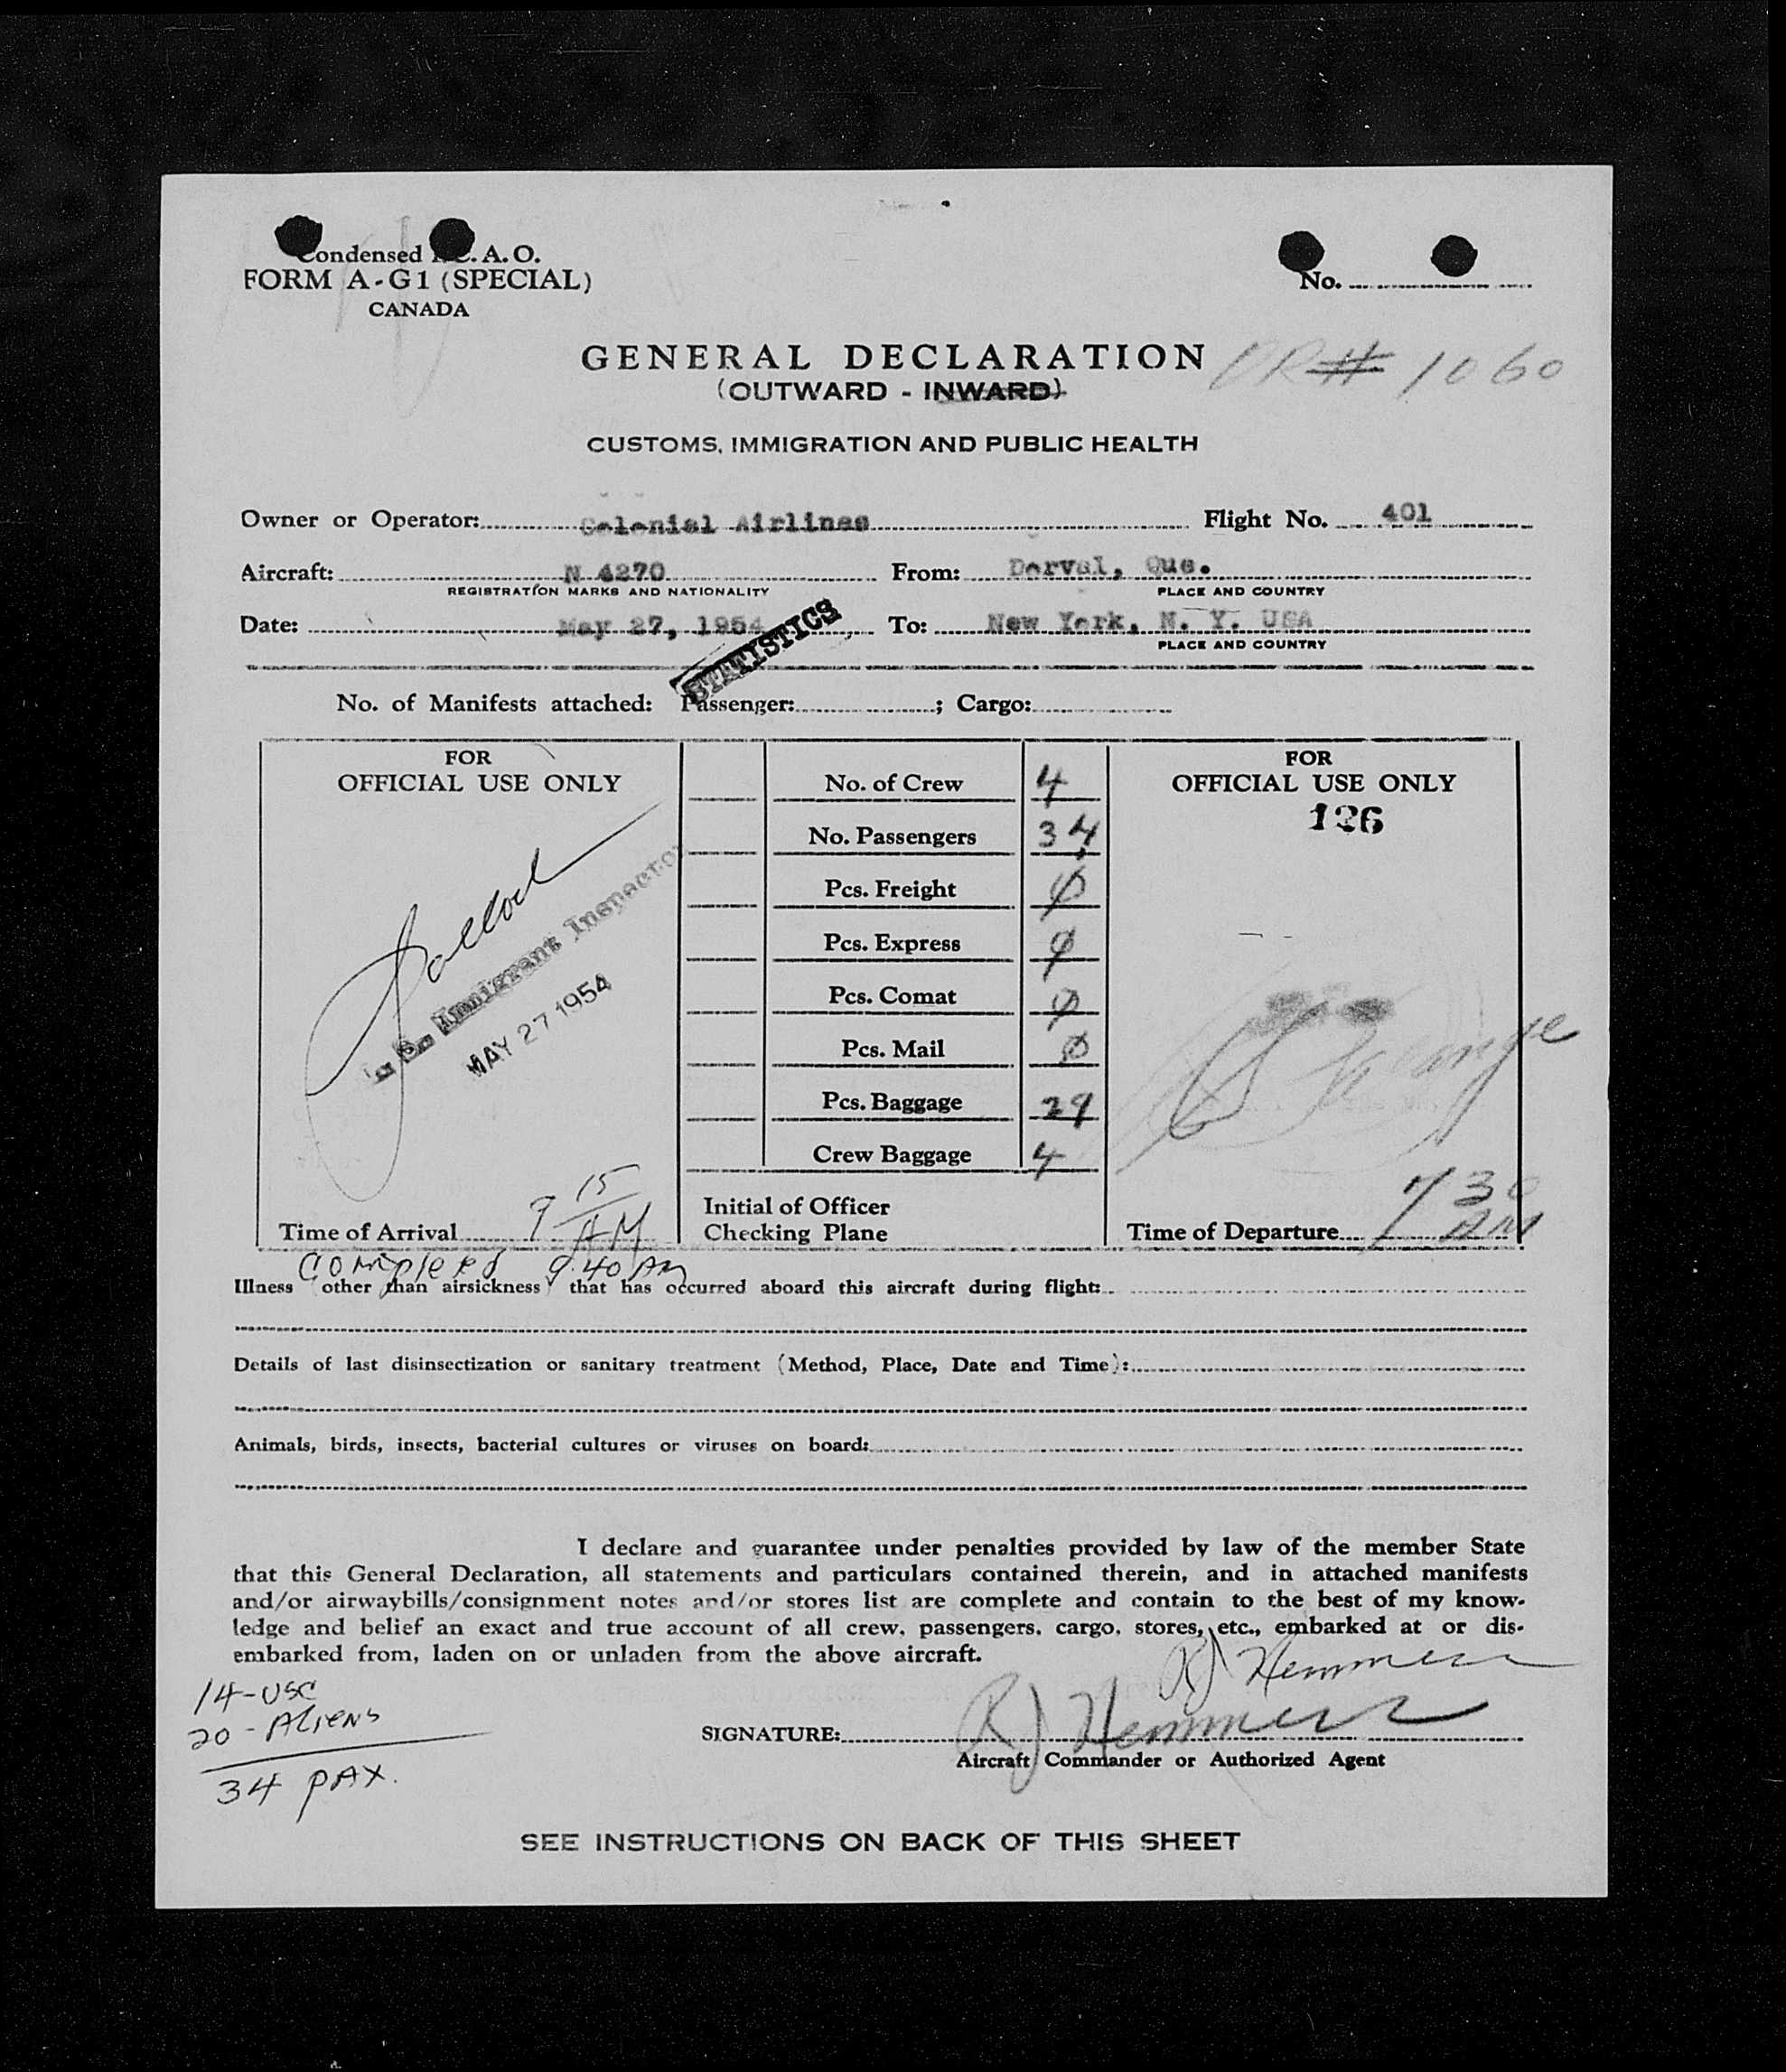 Condensed I.C.A.O.
FORM A-G1 (SPECIAL)
CANADA
No.
GENERAL DECLARATION
# 1060
(OUTWARD - INWARD)
CUSTOMS, IMMIGRATION AND PUBLIC HEALTH
Owner or Operator: Colonial Airlines Flight No. 401
Aircraft: N 4270 From: Dorval, Que.
REGISTRATION MARKS AND NATIONALITY PLACE AND COUNTRY
Date: May 27, 1954 To: New York, N. Y. USA
PLACE AND COUNTRY
STATISTICS
No. of Manifests attached: Passenger: ; Cargo:
FOR
OFFICIAL USE ONLY
Immigrant Inspector
MAY 27 1954
Time of Arrival 9 15 AM
Completed 9:40 AM
No. of Crew 4
No. Passengers 34
Pcs. Freight 0
Pcs. Express 0
Pcs. Comat 0
Pcs. Mail 0
Pcs. Baggage 29
Crew Baggage 4
Initial of Officer
Checking Plane
FOR
OFFICIAL USE ONLY
126
Time of Departure 7 30 AM
Illness other than airsickness that has occurred aboard this aircraft during flight:
Details of last disinsectization or sanitary treatment (Method, Place, Date and Time):
Animals, birds, insects, bacterial cultures or viruses on board:
I declare and guarantee under penalties provided by law of the member State
that this General Declaration, all statements and particulars contained therein, and in attached manifests
and/or airwaybills/consignment notes and/or stores list are complete and contain to the best of my know-
ledge and belief an exact and true account of all crew, passengers, cargo, stores, etc., embarked at or dis-
embarked from, laden on or unladen from the above aircraft.
14-USC
20-Aliens
34 PAX.
SIGNATURE:
Aircraft Commander or Authorized Agent
SEE INSTRUCTIONS ON BACK OF THIS SHEET